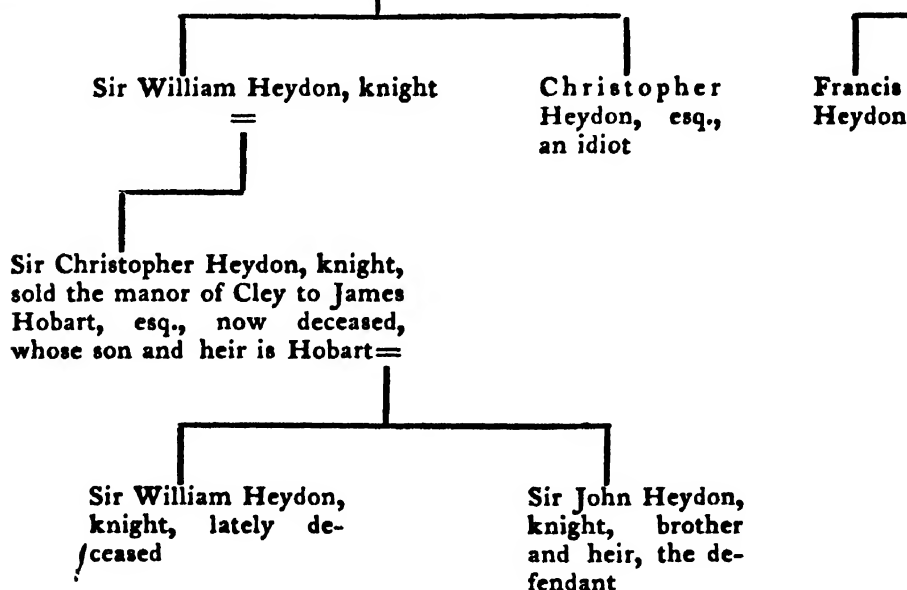 Sir William Heydon, knight
=
Christopher
Heydon, esq.,
an idiot
Francis
Heydon
Sir Christopher Heydon, knight,
sold the manor of Cley to James
Hobart, esq., now deceased,
whose son and heir is Hobart=
Sir William Heydon,
knight, lately de-
ceased
Sir John Heydon,
knight, brother
and heir, the de-
fendant